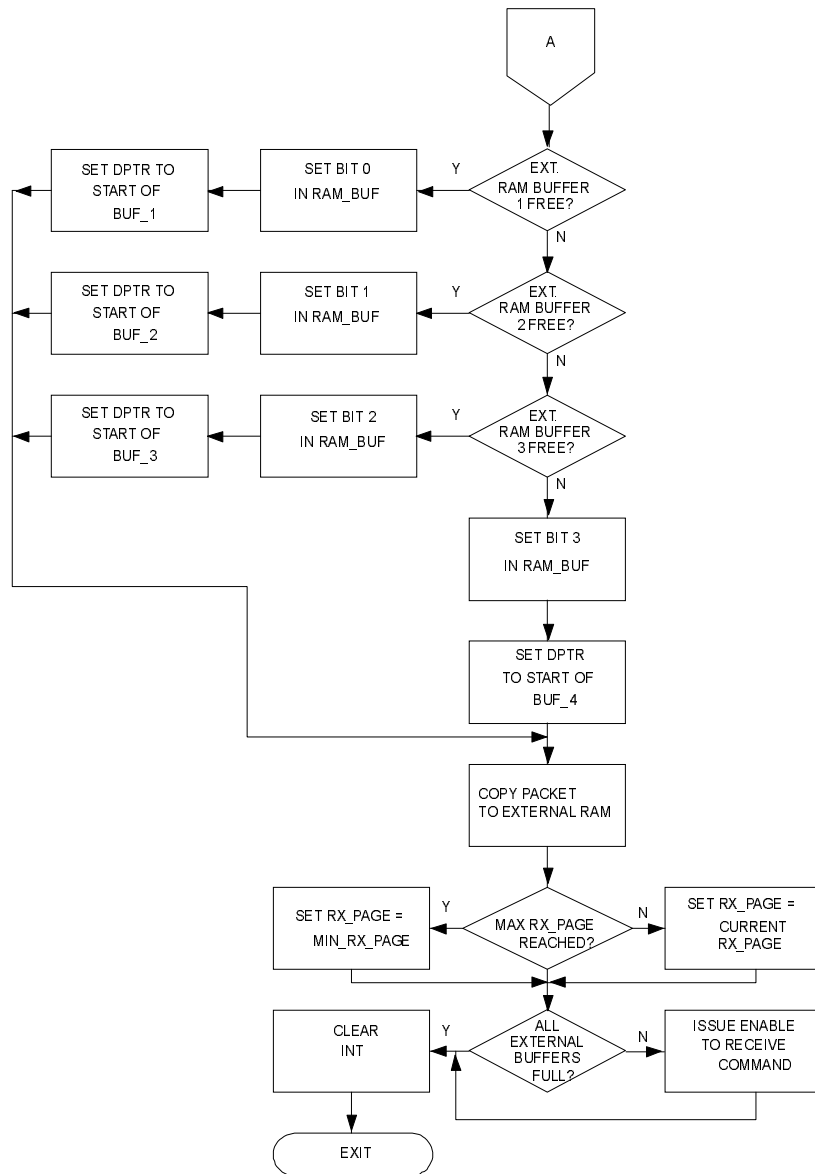 A
SET DPTR TO
START OF
BUF_1
SET BIT 0
IN RAM_BUF
Y
EXT.
RAM BUFFER
1 FREE?
N
SET DPTR TO
START OF
BUF_2
SET BIT 1
IN RAM_BUF
Y
EXT.
RAM BUFFER
2 FREE?
N
SET DPTR TO
START OF
BUF_3
SET BIT 2
IN RAM_BUF
Y
EXT.
RAM BUFFER
3 FREE?
N
SET BIT 3
IN RAM_BUF
SET DPTR
TO START OF
BUF_4
COPY PACKET
TO EXTERNAL RAM
SET RX_PAGE =
MIN_RX_PAGE
Y
MAX RX_PAGE
REACHED?
N
SET RX_PAGE =
CURRENT
RX_PAGE
CLEAR
INT
Y
ALL
EXTERNAL
BUFFERS
FULL?
N
ISSUE ENABLE
TO RECEIVE
COMMAND
EXIT